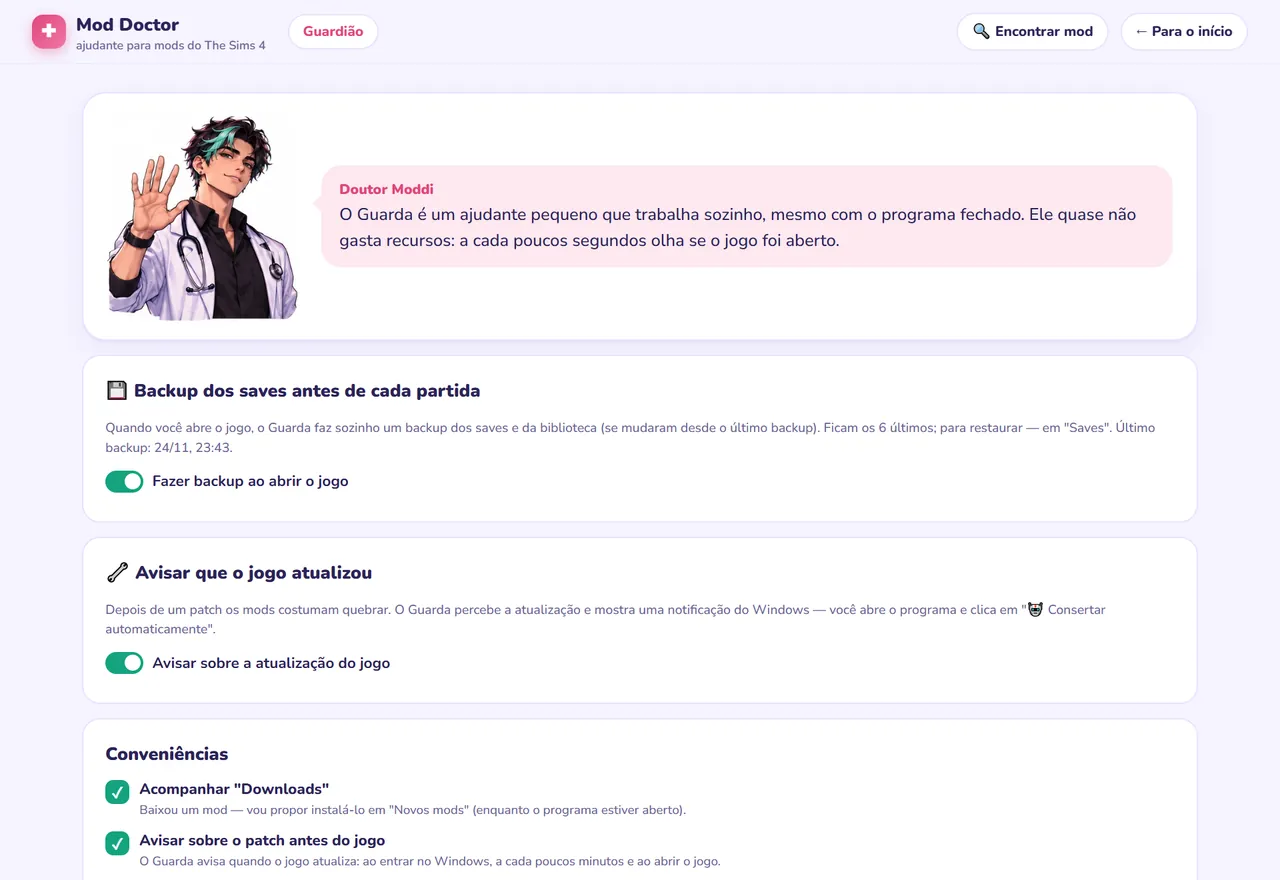 Mod Doctor
ajudante para mods do The Sims 4
Guardião
🔍 Encontrar mod
← Para o início
Doutor Moddi
O Guarda é um ajudante pequeno que trabalha sozinho, mesmo com o programa fechado. Ele quase não
gasta recursos: a cada poucos segundos olha se o jogo foi aberto.
💾 Backup dos saves antes de cada partida
Quando você abre o jogo, o Guarda faz sozinho um backup dos saves e da biblioteca (se mudaram desde o último backup). Ficam os 6 últimos; para restaurar — em "Saves". Último
backup: 24/11, 23:43.
Fazer backup ao abrir o jogo
Avisar que o jogo atualizou
Depois de um patch os mods costumam quebrar. O Guarda percebe a atualização e mostra uma notificação do Windows — você abre o programa e clica em " Consertar
automaticamente".
Avisar sobre a atualização do jogo
Conveniências
Acompanhar "Downloads"
Baixou um mod — vou propor instalá-lo em "Novos mods" (enquanto o programa estiver aberto).
Avisar sobre o patch antes do jogo
O Guarda avisa quando o jogo atualiza: ao entrar no Windows, a cada poucos minutos e ao abrir o jogo.